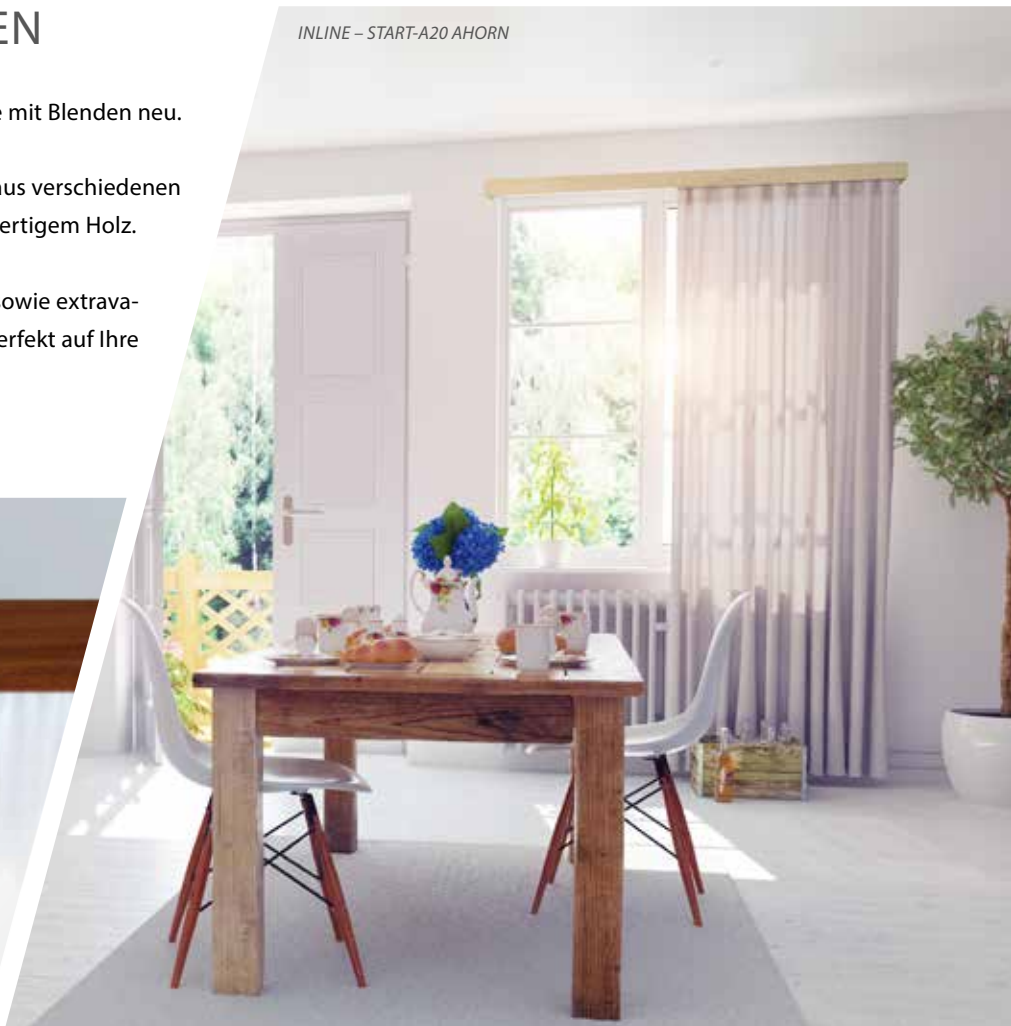 EN
INLINE – START-A20 AHORN
mit Blenden neu.
aus verschiedenen
ertigem Holz.
sowie extrava-
erfekt auf Ihre